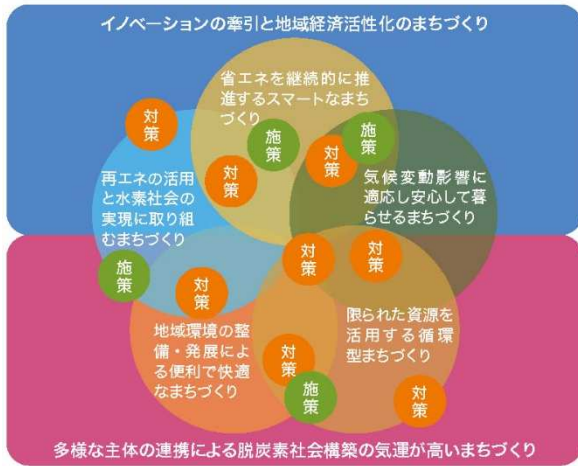 イノベーションの牽引と地域経済活性化のまちづくり
省エネを継続的に推
進するスマートなまち
づくり
対策
施策
施策
対策
対策
再エネの活用
と水素社会の
実現に取り組
むまちづくり
気候変動影響に
適応し安心して暮
らせるまちづくり
対策
対策
施策
対策
地域環境の整
備・発展によ
る便利で快適
なまちづくり
限られた資源を
活用する循環
型まちづくり
対策
施策
対策
多様な主体の連携による脱炭素社会構築の気運が高いまちづくり